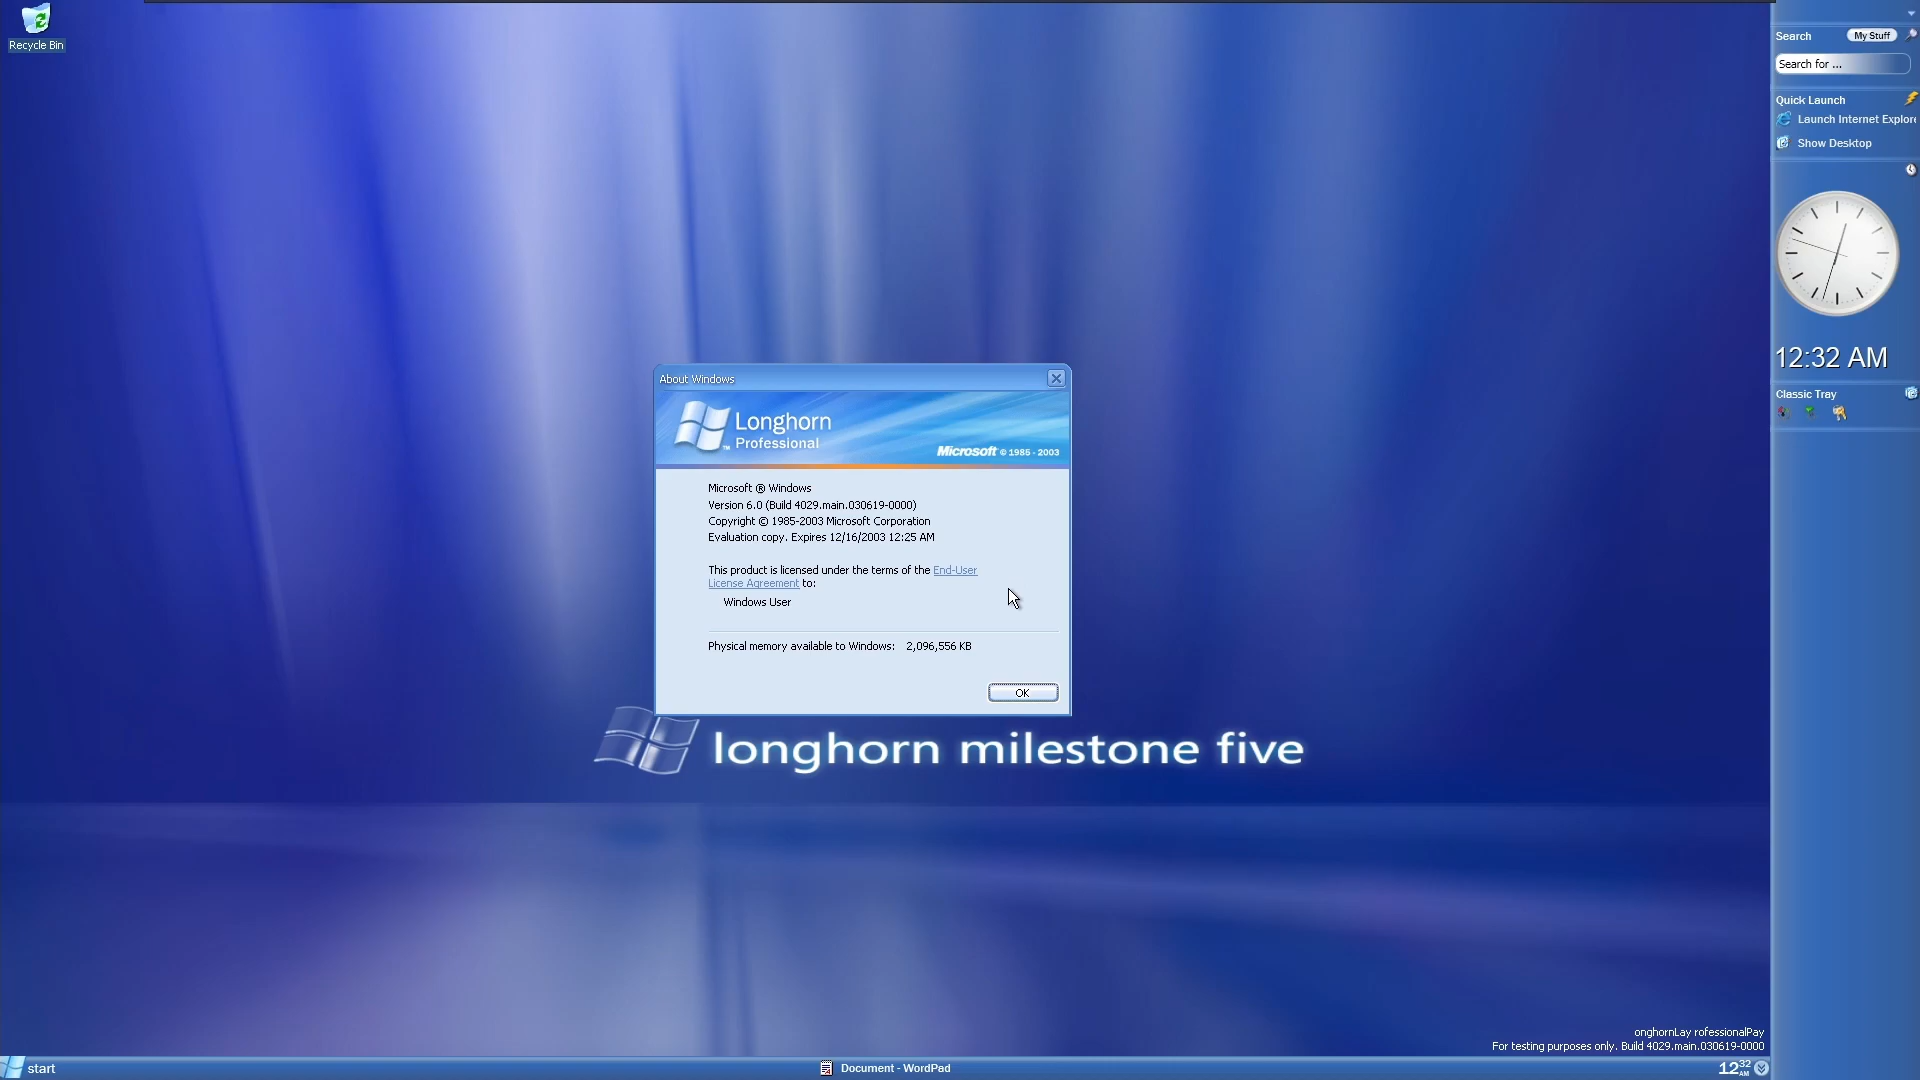 Recycle Bin
Search
My Stuff
Search for ...
Quick Launch
Launch Internet Explore
Show Desktop
12:32 AM
Classic Tray
About Windows
Longhorn
Professional
Microsoft © 1985 - 2003
Microsoft ® Windows
Version 6.0 (Build 4029.main.030619-0000)
Copyright © 1985-2003 Microsoft Corporation
Evaluation copy. Expires 12/16/2003 12:25 AM
This product is licensed under the terms of the End-User
License Agreement to:
Windows User
Physical memory available to Windows: 2,096,556 KB
OK
longhorn milestone five
onghornLay rofessionalPay
For testing purposes only. Build 4029.main.030619-0000
start
Document - WordPad
12 32 AM